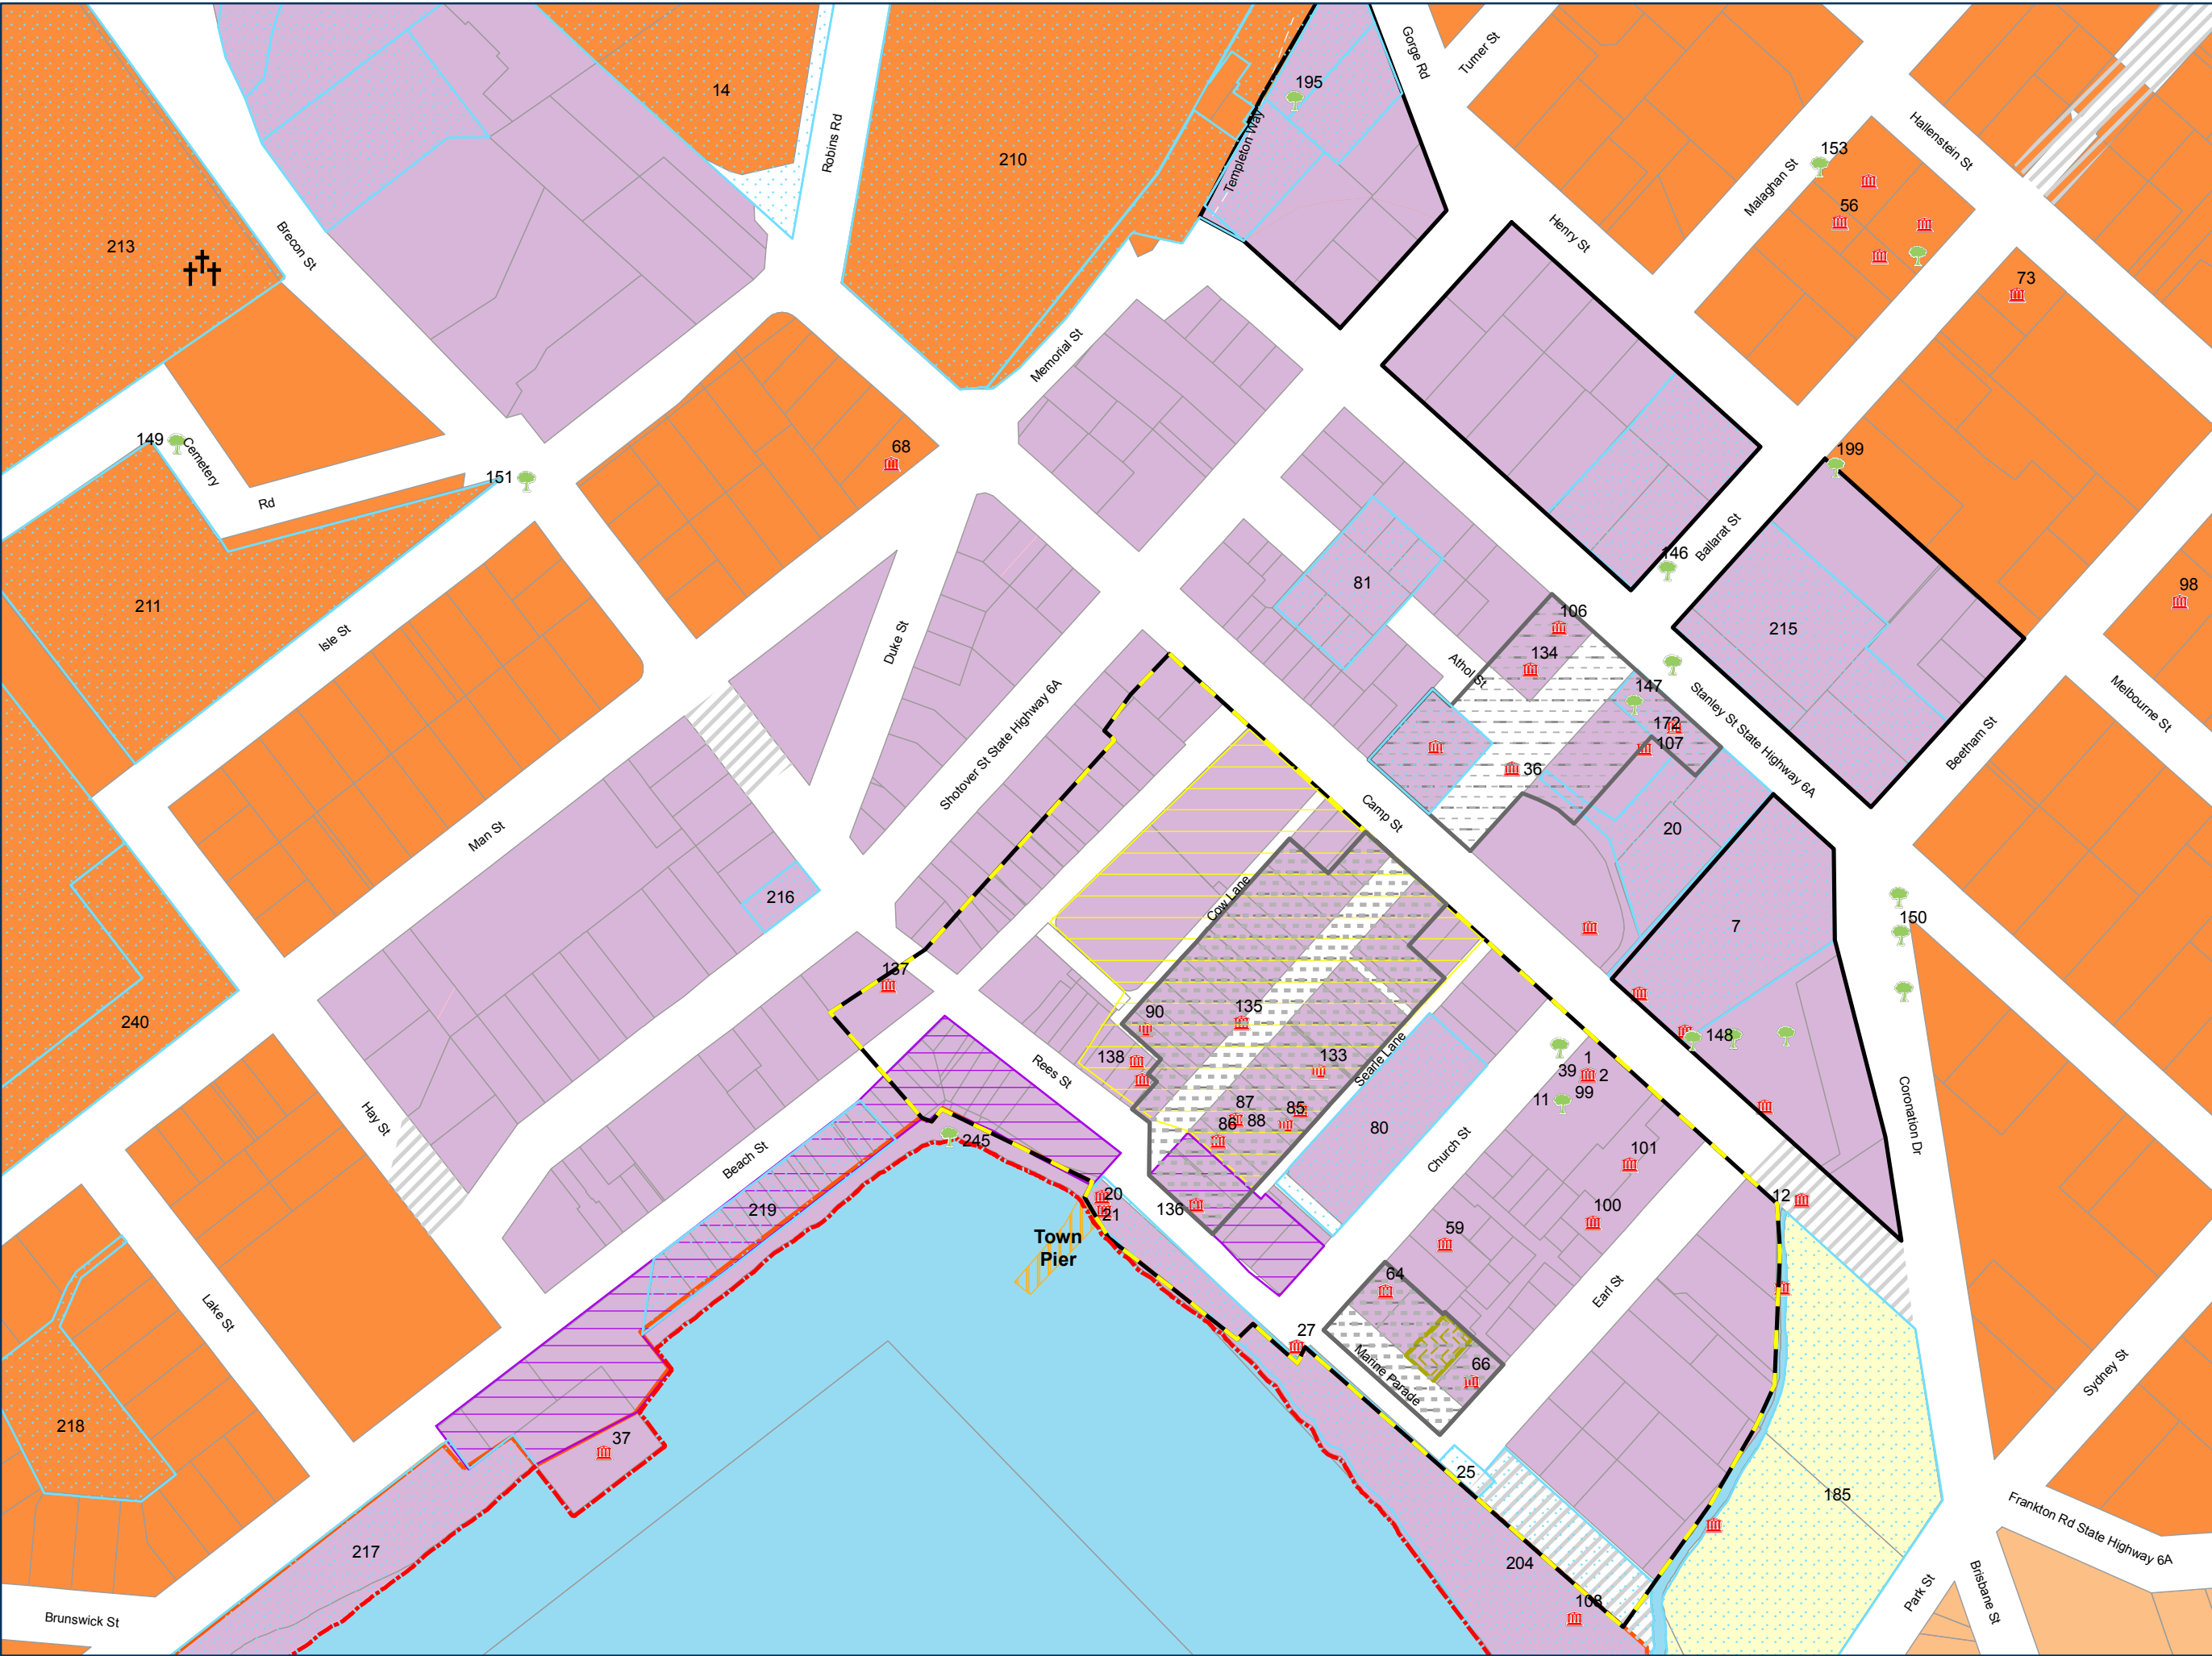 Gorge Rd
Turner St
195
14
Robins Rd
Templeton Way
Hallenstein St
153
210
Malaghan St
56
213
Brecon St
Henry St
73
Memorial St
149
Cemetery
Rd
151
68
199
146
Ballarat St
81
98
211
Isle St
Duke St
106
134
215
Athol St
147
Stanley St State Highway 6A
Melbourne St
172
107
36
Beetham St
Shotover St State Highway 6A
Camp St
20
Man St
216
Cow Lane
7
150
137
240
90
135
138
133
148
Searle Lane
Rees St
1
39
2
99
11
Hay St
87
85
86
88
80
Church St
Coronation Dr
245
Beach St
101
219
20
21
136
12
100
59
Town
Pier
64
Earl St
Lake St
27
Marine Parade
66
Sydney St
218
37
25
185
217
204
Frankton Rd State Highway 6A
108
Park St
Brisbane St
Brunswick St